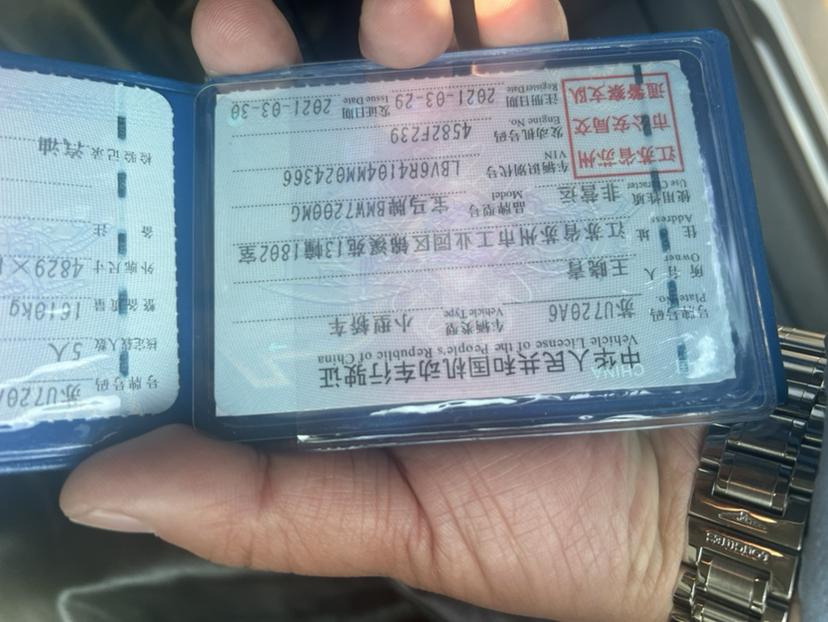 中华人民共和国机动车行驶证
Vehicle License of the People's Republic of China
号牌号码 苏U720A6 车辆类型 小型轿车
Plate No. Vehicle Type
所有人 王晓喜
Owner
住址 江苏省苏州市工业园区锦溪苑13幢1802室
Address
使用性质 非营运 品牌型号 宝马牌BMW7200MG
Use Character Model
江苏省苏州
市公安局交
通警察支队
车辆识别代号 LBV6R4104MM024366
VIN
发动机号码 4582F239
Engine No.
注册日期 2021-03-29 发证日期 2021-03-30
Register Date Issue Date
号牌号码 苏U720A
核定载人数 5人
整备质量 1610kg
外廓尺寸 4829×
备注
检验记录 汽油
CHINA
LONGINES